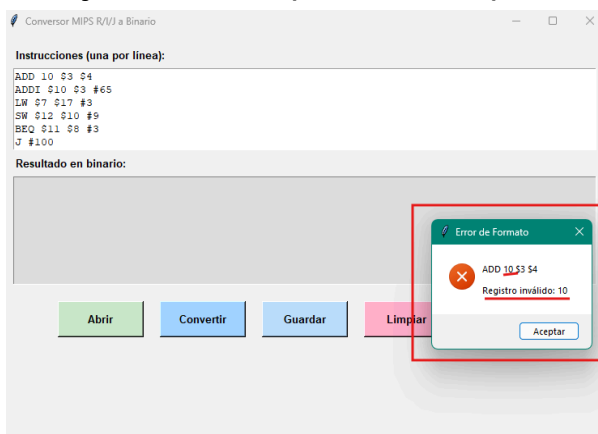 Conversor MIPS R/I/J a Binario
Instrucciones (una por línea):
ADD 10 $3 $4
ADDI $10 $3 #65
LW $7 $17 #3
SW $12 $10 #9
BEQ $11 $8 #3
J #100
Resultado en binario:
Error de Formato
ADD 10 $3 $4
Registro inválido: 10
Aceptar
Abrir
Convertir
Guardar
Limpiar